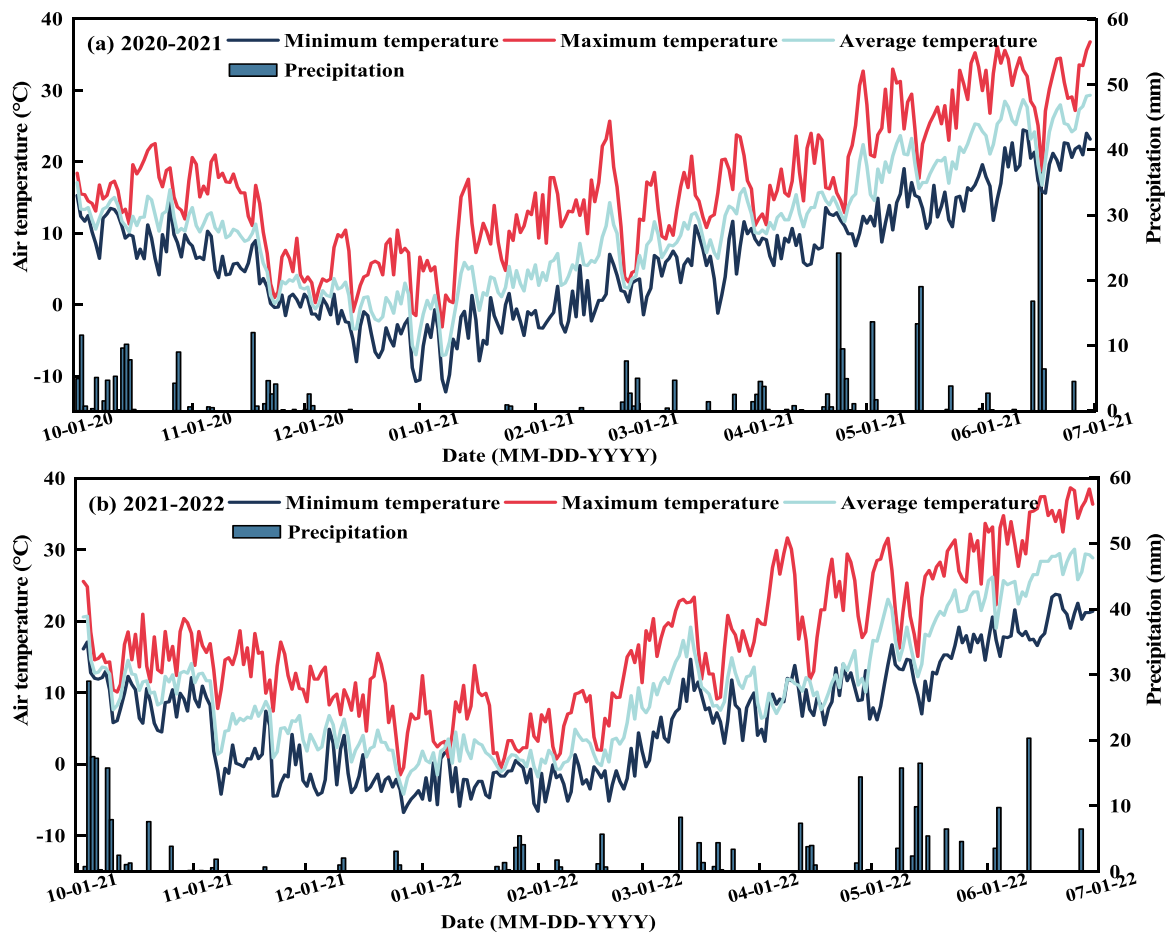 (a) 2020-2021 Minimum temperature Maximum temperature Average temperature
Precipitation
Air temperature (°C)
40
30
20
10
0
-10
Precipitation (mm)
60
50
40
30
20
10
0
10-01-20 11-01-20 12-01-20 01-01-21 02-01-21 03-01-21 04-01-21 05-01-21 06-01-21 07-01-21
Date (MM-DD-YYYY)
(b) 2021-2022 Minimum temperature Maximum temperature Average temperature
Precipitation
Air temperature (°C)
40
30
20
10
0
-10
Precipitation (mm)
60
50
40
30
20
10
0
10-01-21 11-01-21 12-01-21 01-01-22 02-01-22 03-01-22 04-01-22 05-01-22 06-01-22 07-01-22
Date (MM-DD-YYYY)